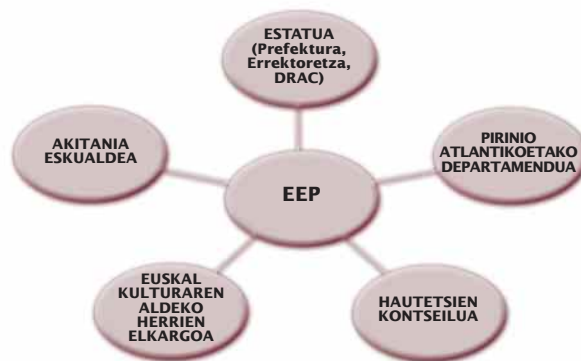 ESTATUA
(Prefektura,
Errektoretza,
DRAC)
AKITANIA
ESKUALDEA
PIRINIO
ATLANTIKOETAKO
DEPARTAMENDUA
EEP
EUSKAL
KULTURAREN
ALDEKO
HERRIEN
ELKARGOA
HAUTETSIEN
KONTSEILUA